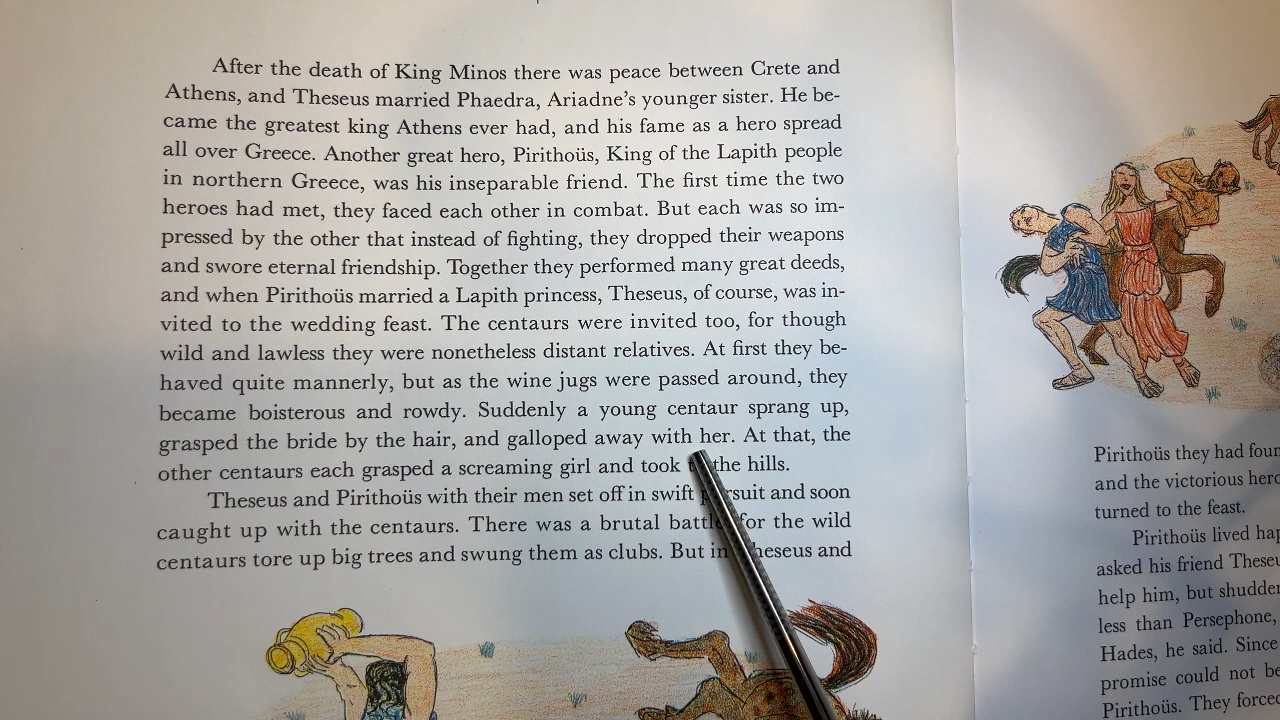 After the death of King Minos there was peace between Crete and
Athens, and Theseus married Phaedra, Ariadne's younger sister. He be-
came the greatest king Athens ever had, and his fame as a hero spread
all over Greece. Another great hero, Pirithoüs, King of the Lapith people
in northern Greece, was his inseparable friend. The first time the two
heroes had met, they faced each other in combat. But each was so im-
pressed by the other that instead of fighting, they dropped their weapons
and swore eternal friendship. Together they performed many great deeds,
and when Pirithoüs married a Lapith princess, Theseus, of course, was in-
vited to the wedding feast. The centaurs were invited too, for though
wild and lawless they were nonetheless distant relatives. At first they be-
haved quite mannerly, but as the wine jugs were passed around, they
became boisterous and rowdy. Suddenly a young centaur sprang up,
grasped the bride by the hair, and galloped away with her. At that, the
other centaurs each grasped a screaming girl and took the hills.
Theseus and Pirithoüs with their men set off in swift and soon
caught up with the centaurs. There was a brutal for the wild
centaurs tore up big trees and swung them as clubs. But in and
Pirithoüs they had
and the victorious
turned to the feast.
Pirithoüs lived
asked his friend
help him, but
less than Persephone,
Hades, he said. Since
promise could not
Pirithoüs. They